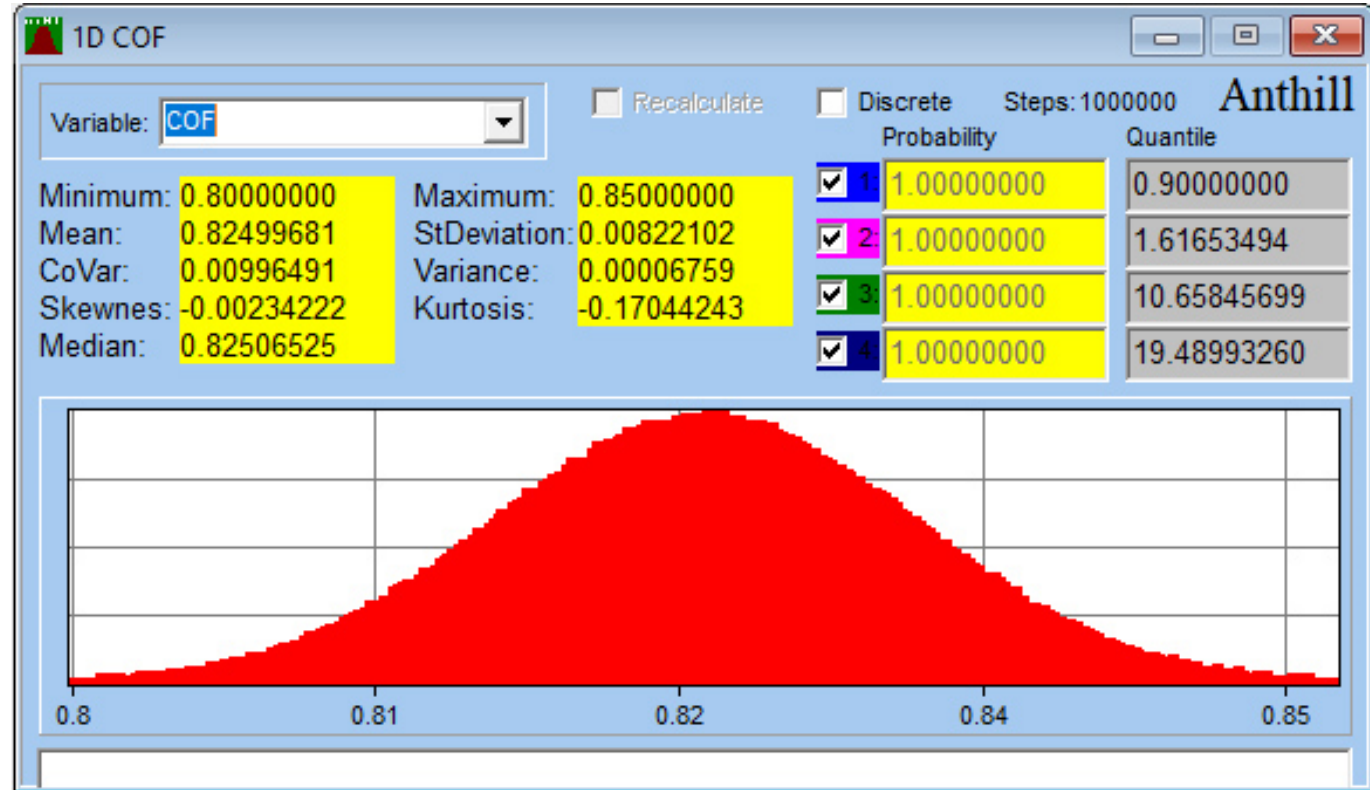 1D COF
Variable: COF
Recalculate
Discrete Steps: 1000000 Anthill
Probability Quantile
1: 1.00000000 0.90000000
2: 1.00000000 1.61653494
3: 1.00000000 10.65845699
4: 1.00000000 19.48993260
Minimum: 0.80000000 Maximum: 0.85000000
Mean: 0.82499681 StDeviation: 0.00822102
CoVar: 0.00996491 Variance: 0.00006759
Skewnes: -0.00234222 Kurtosis: -0.17044243
Median: 0.82506525
0.8 0.81 0.82 0.84 0.85